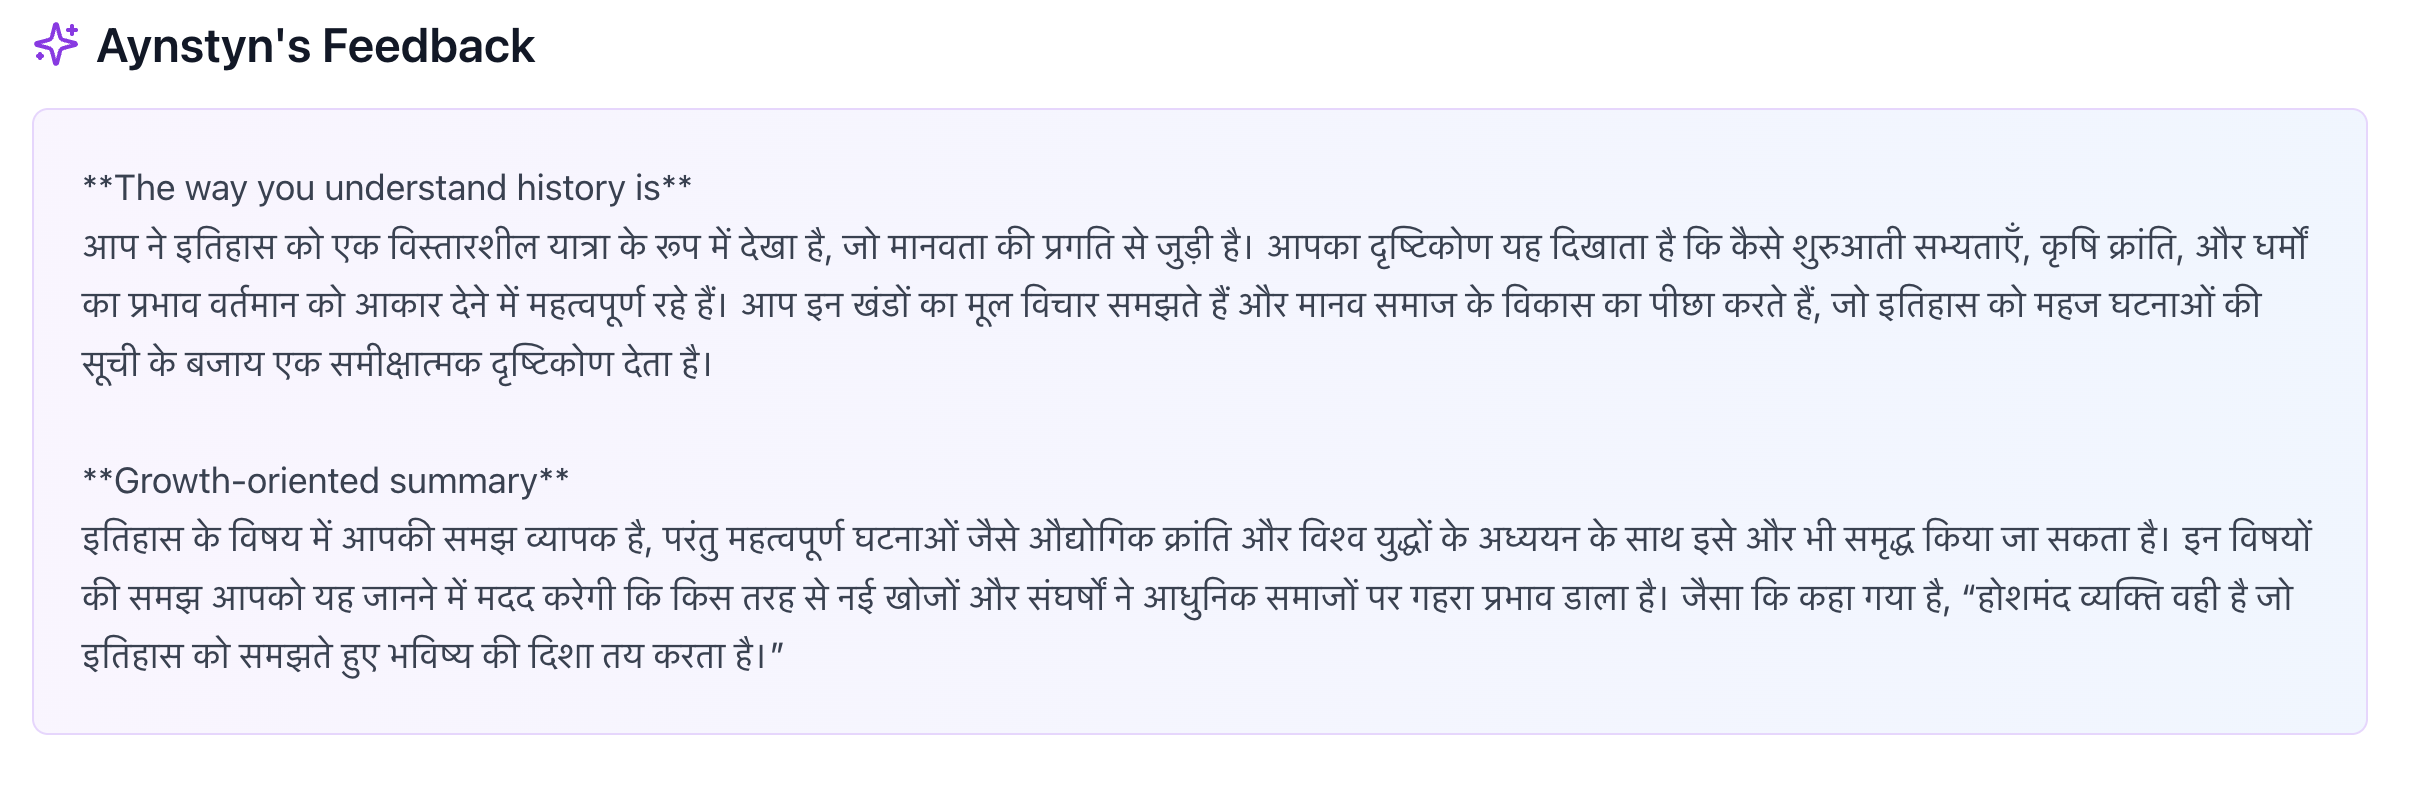 Aynstyn's Feedback
**The way you understand history is**
आप ने इतिहास को एक विस्तारशील यात्रा के रूप में देखा है, जो मानवता की प्रगति से जुड़ी है। आपका दृष्टिकोण यह दिखाता है कि कैसे शुरुआती सभ्यताएँ, कृषि क्रांति, और धर्मों
का प्रभाव वर्तमान को आकार देने में महत्वपूर्ण रहे हैं। आप इन खंडों का मूल विचार समझते हैं और मानव समाज के विकास का पीछा करते हैं, जो इतिहास को महज घटनाओं की
सूची के बजाय एक समीक्षात्मक दृष्टिकोण देता है।
**Growth-oriented summary**
इतिहास के विषय में आपकी समझ व्यापक है, परंतु महत्वपूर्ण घटनाओं जैसे औद्योगिक क्रांति और विश्व युद्धों के अध्ययन के साथ इसे और भी समृद्ध किया जा सकता है। इन विषयों
की समझ आपको यह जानने में मदद करेगी कि किस तरह से नई खोजों और संघर्षों ने आधुनिक समाजों पर गहरा प्रभाव डाला है। जैसा कि कहा गया है, “होशमंद व्यक्ति वही है जो
इतिहास को समझते हुए भविष्य की दिशा तय करता है।”